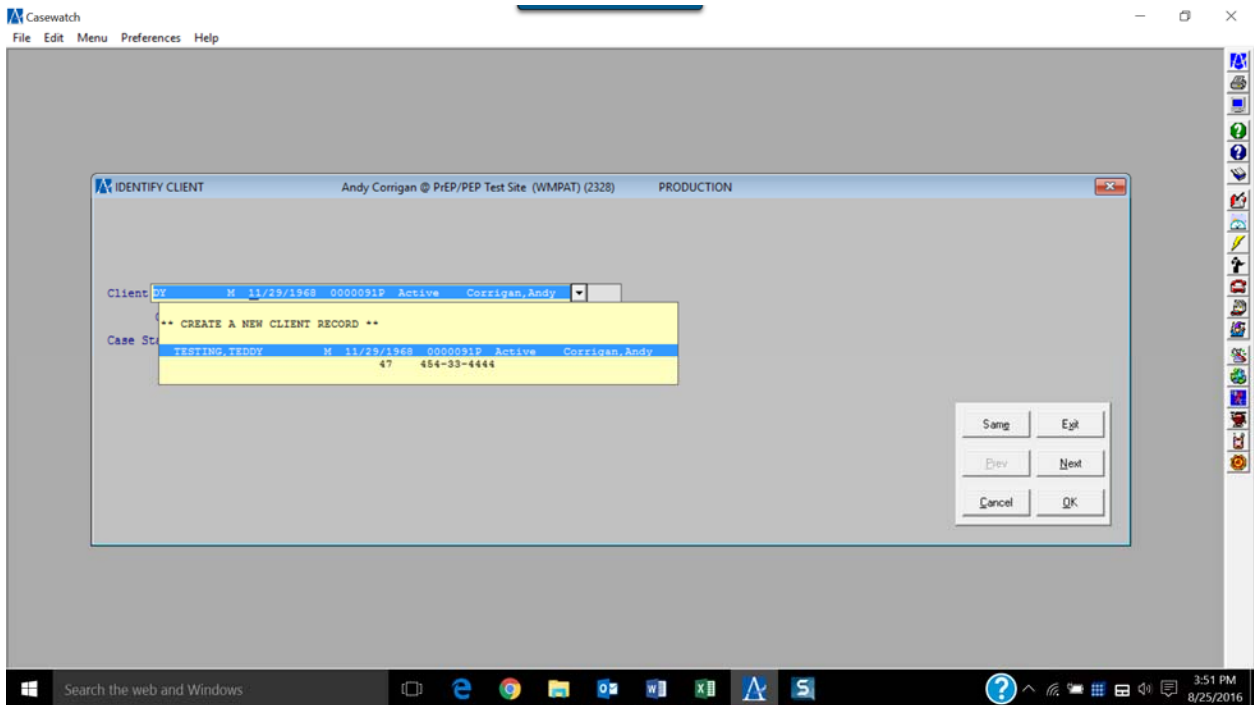 Casewatch
File Edit Menu Preferences Help
IDENTIFY CLIENT Andy Corrigan @ PrEP/PEP Test Site (WMPAT) (2328) PRODUCTION
Client DY M 11/29/1968 0000091P Active Corrigan,Andy
** CREATE A NEW CLIENT RECORD **
Case Sta
TESTING,TEDDY M 11/29/1968 0000091P Active Corrigan,Andy
47 454-33-4444
Same Exit
Prev Next
Cancel OK
Search the web and Windows
3:51 PM
8/25/2016